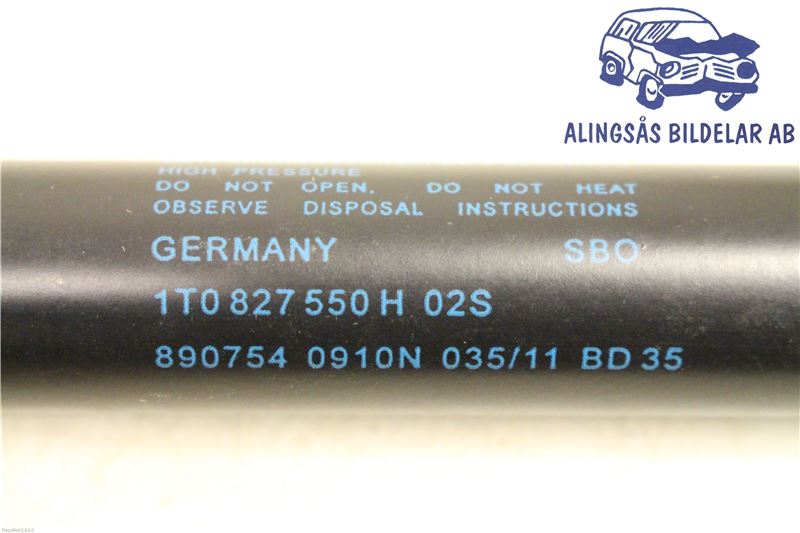 ALINGSÅS BILDELAR AB
HIGH PRESSURE
DO NOT OPEN. DO NOT HEAT
OBSERVE DISPOSAL INSTRUCTIONS
GERMANY SBO
1T0 827 550 H 02S
890754 0910N 035/11 BD 35